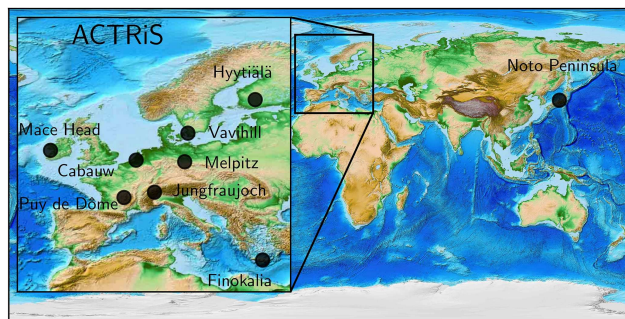 ACTRiS
Hyytiälä
Noto Peninsula
Mace Head
Vavihill
Cabauw
Melpitz
Jungfraujoch
Puy de Dôme
Finokalia